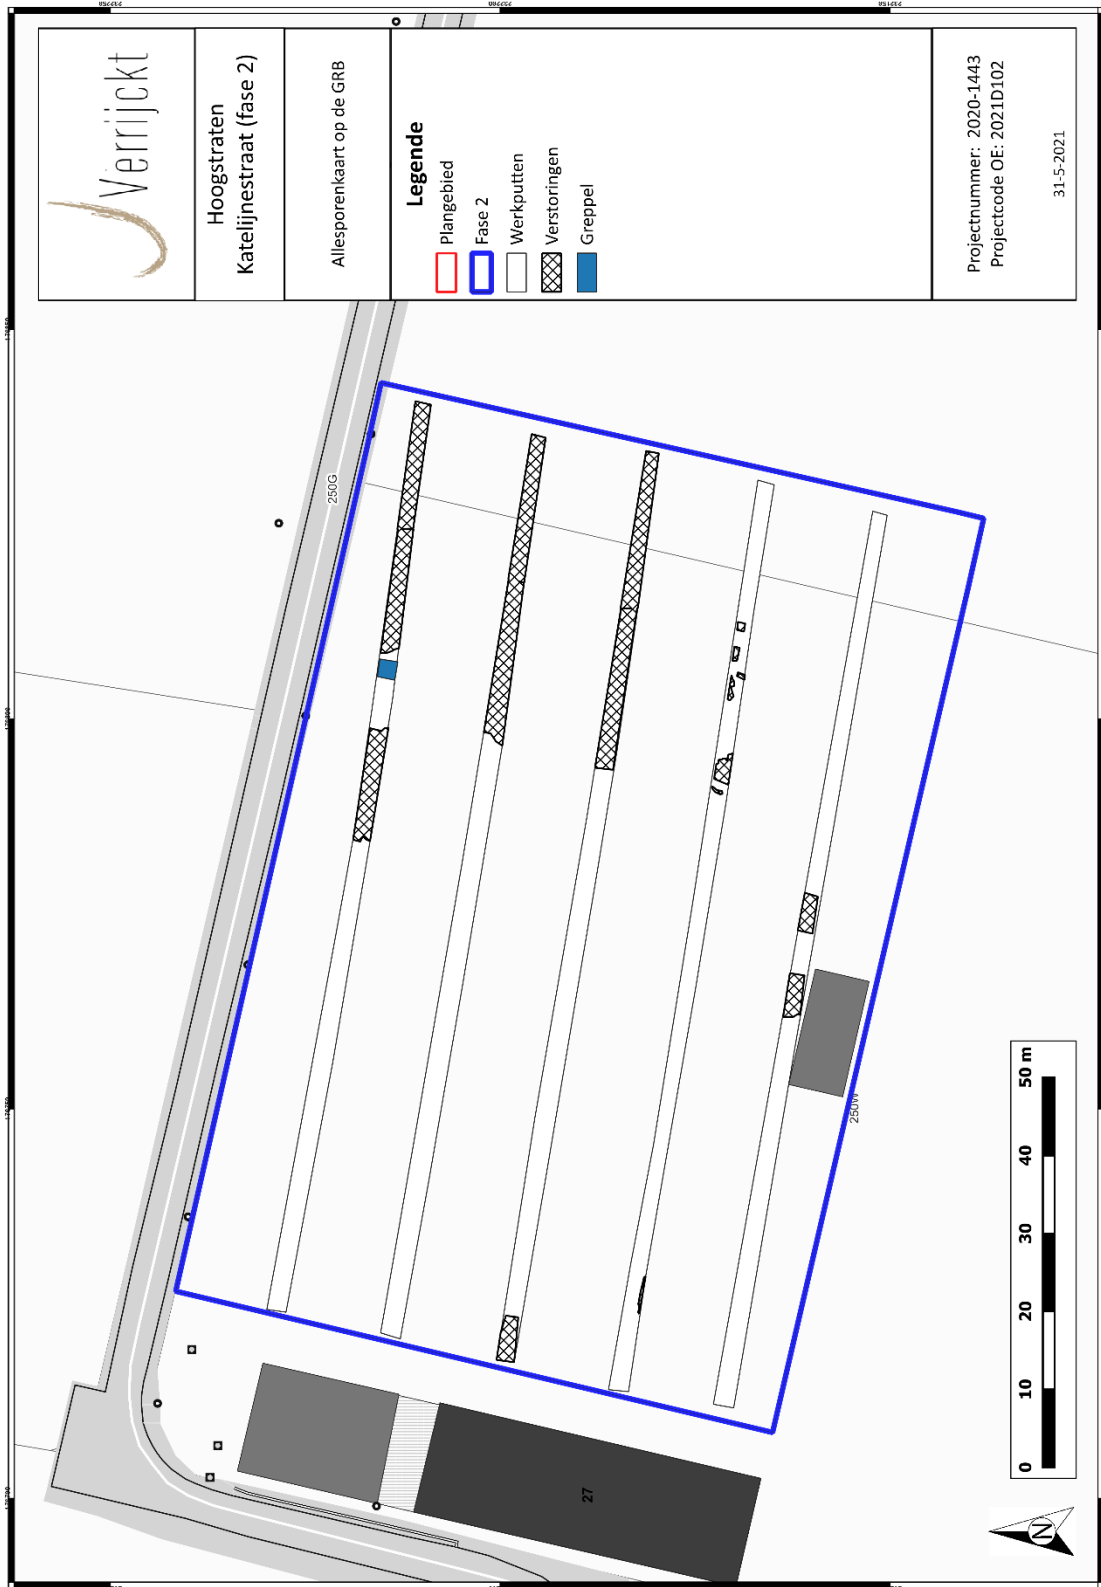 Verrijckt
Hoogstraten
Katelijnestraat (fase 2)
Allesporenkaart op de GRB
Legende
Plangebied
Fase 2
Werkputten
Verstoringen
Greppel
Projectnummer: 2020-1443
Projectcode OE: 2021D102
31-5-2021
250G
250W
27
0 10 20 30 40 50 m
N